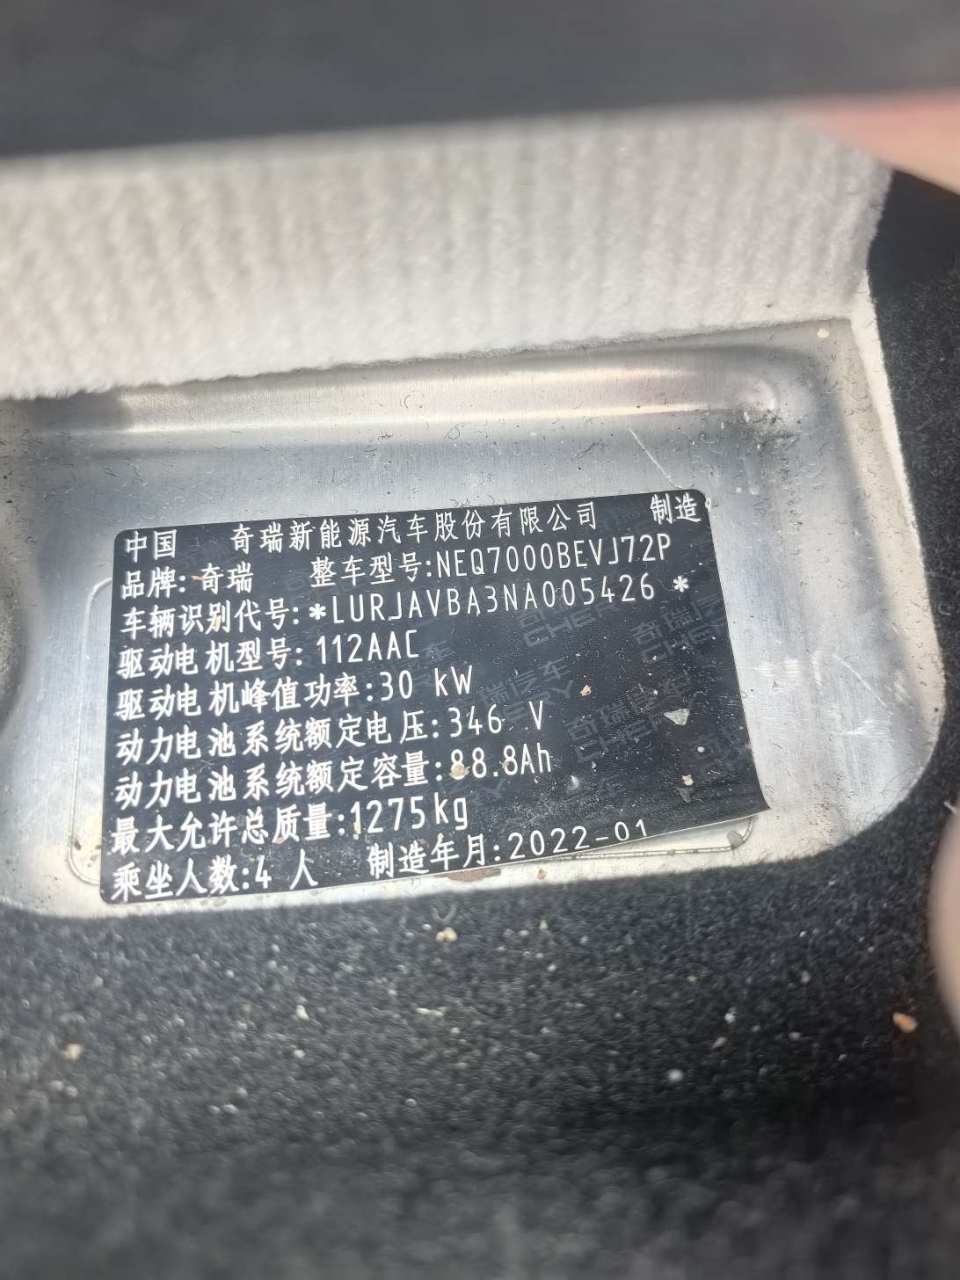 中国 奇瑞新能源汽车股份有限公司 制造
品牌:奇瑞 整车型号:NEQ7000BEVJ72P
车辆识别代号:*LURJAVBA3NA005426*
驱动电机型号:112AAC
驱动电机峰值功率:30 kW
动力电池系统额定电压:346 V
动力电池系统额定容量:88.8Ah
最大允许总质量:1275kg
乘坐人数:4 人 制造年月:2022-01